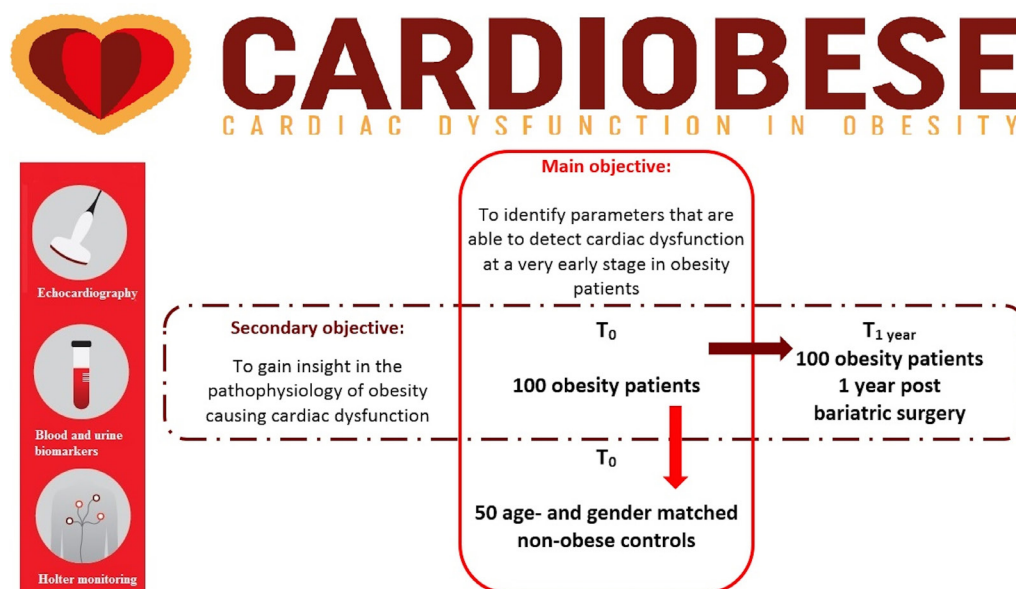 CARDIOBESE
CARDIAC DYSFUNCTION IN OBESITY
Echocardiography
Blood and urine
biomarkers
Holter monitoring
Main objective:
To identify parameters that are
able to detect cardiac dysfunction
at a very early stage in obesity
patients
Secondary objective:
To gain insight in the
pathophysiology of obesity
causing cardiac dysfunction
T0
100 obesity patients
T1 year
100 obesity patients
1 year post
bariatric surgery
T0
50 age- and gender matched
non-obese controls